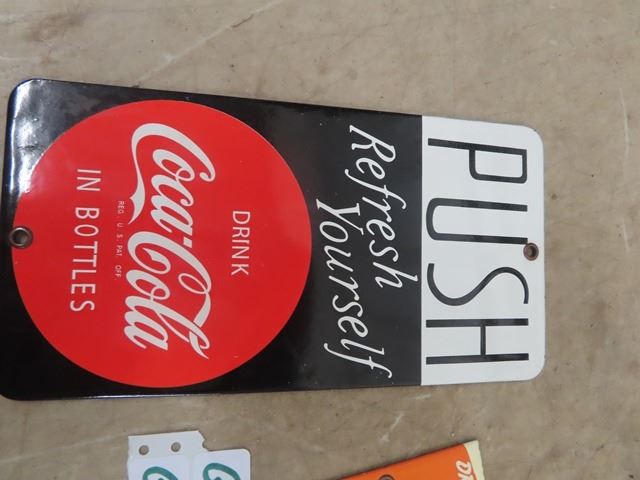 PUSH
Refresh
Yourself
DRINK
Coca-Cola
REG. U.S. PAT. OFF.
IN BOTTLES